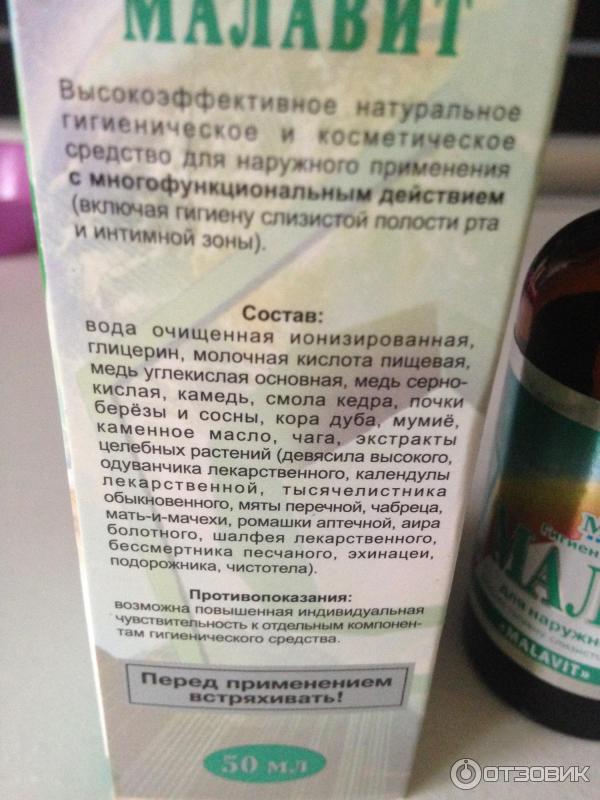 МАЛАВИТ
Высокоэффективное натуральное
гигиеническое и косметическое
средство для наружного применения
с многофункциональным действием
(включая гигиену слизистой полости рта
и интимной зоны).
Состав:
вода очищенная ионизированная,
глицерин, молочная кислота пищевая,
медь углекислая основная, медь серно-
кислая, камедь, смола кедра, почки
берёзы и сосны, кора дуба, мумиё,
каменное масло, чага, экстракты
целебных растений (девясила высокого,
одуванчика лекарственного, календулы
лекарственной, тысячелистника
обыкновенного, мяты перечной, чабреца,
мать-и-мачехи, ромашки аптечной, аира
болотного, шалфея лекарственного,
бессмертника песчаного, эхинацеи,
подорожника, чистотела).
Противопоказания:
возможна повышенная индивидуальная
чувствительность к отдельным компонен-
там гигиенического средства.
Перед применением
встряхивать!
50 мл
Гигиен
МАЛ
Для наружн
«MALAVIT»
ОТЗОВИК